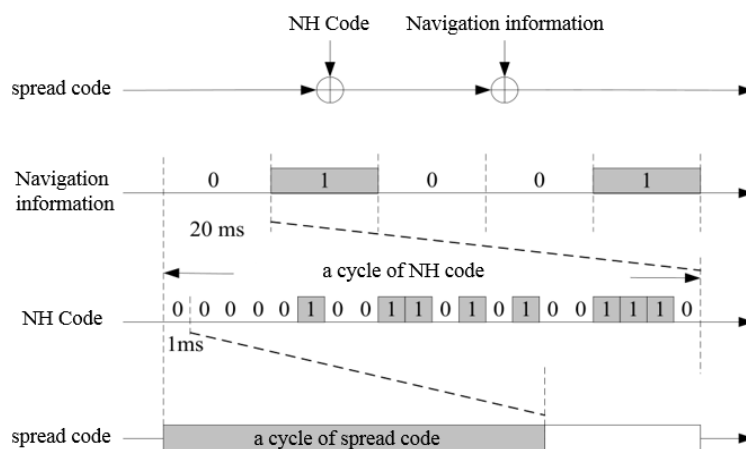 NH Code Navigation information
spread code
Navigation information
0 1 0 0 1
20 ms
a cycle of NH code
NH Code
0 0 0 0 0 1 0 0 1 1 0 1 0 1 0 0 1 1 1 0
1ms
spread code
a cycle of spread code